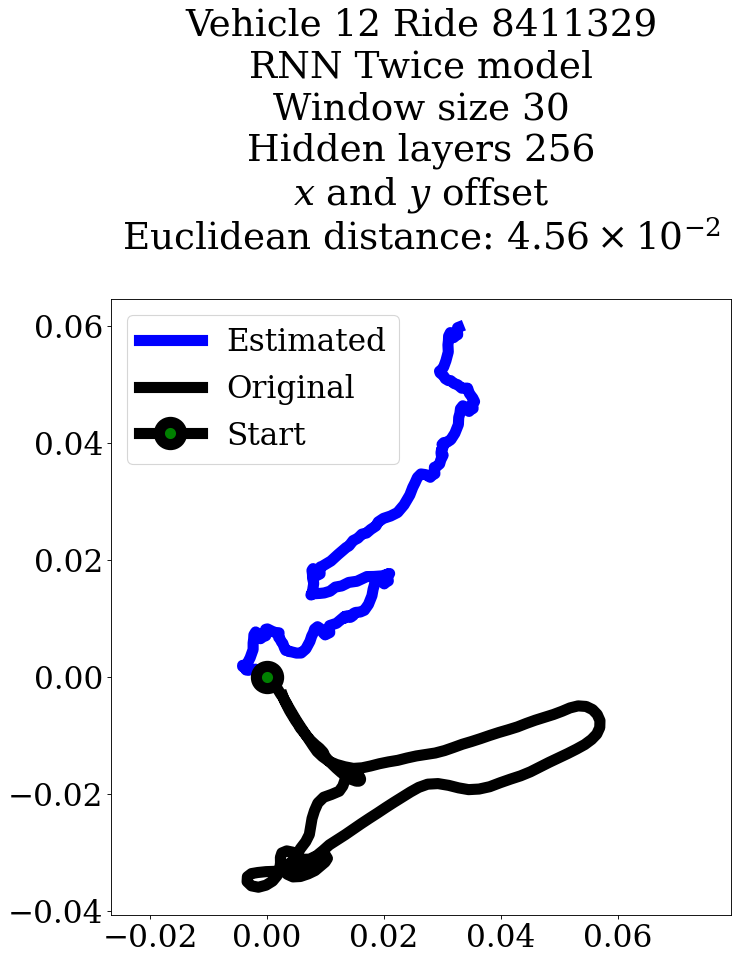 Vehicle 12 Ride 8411329
RNN Twice model
Window size 30
Hidden layers 256
x and y offset
Euclidean distance: 4.56 × 10⁻²
Estimated
Original
Start
0.06
0.04
0.02
0.00
−0.02
−0.04
−0.02 0.00 0.02 0.04 0.06